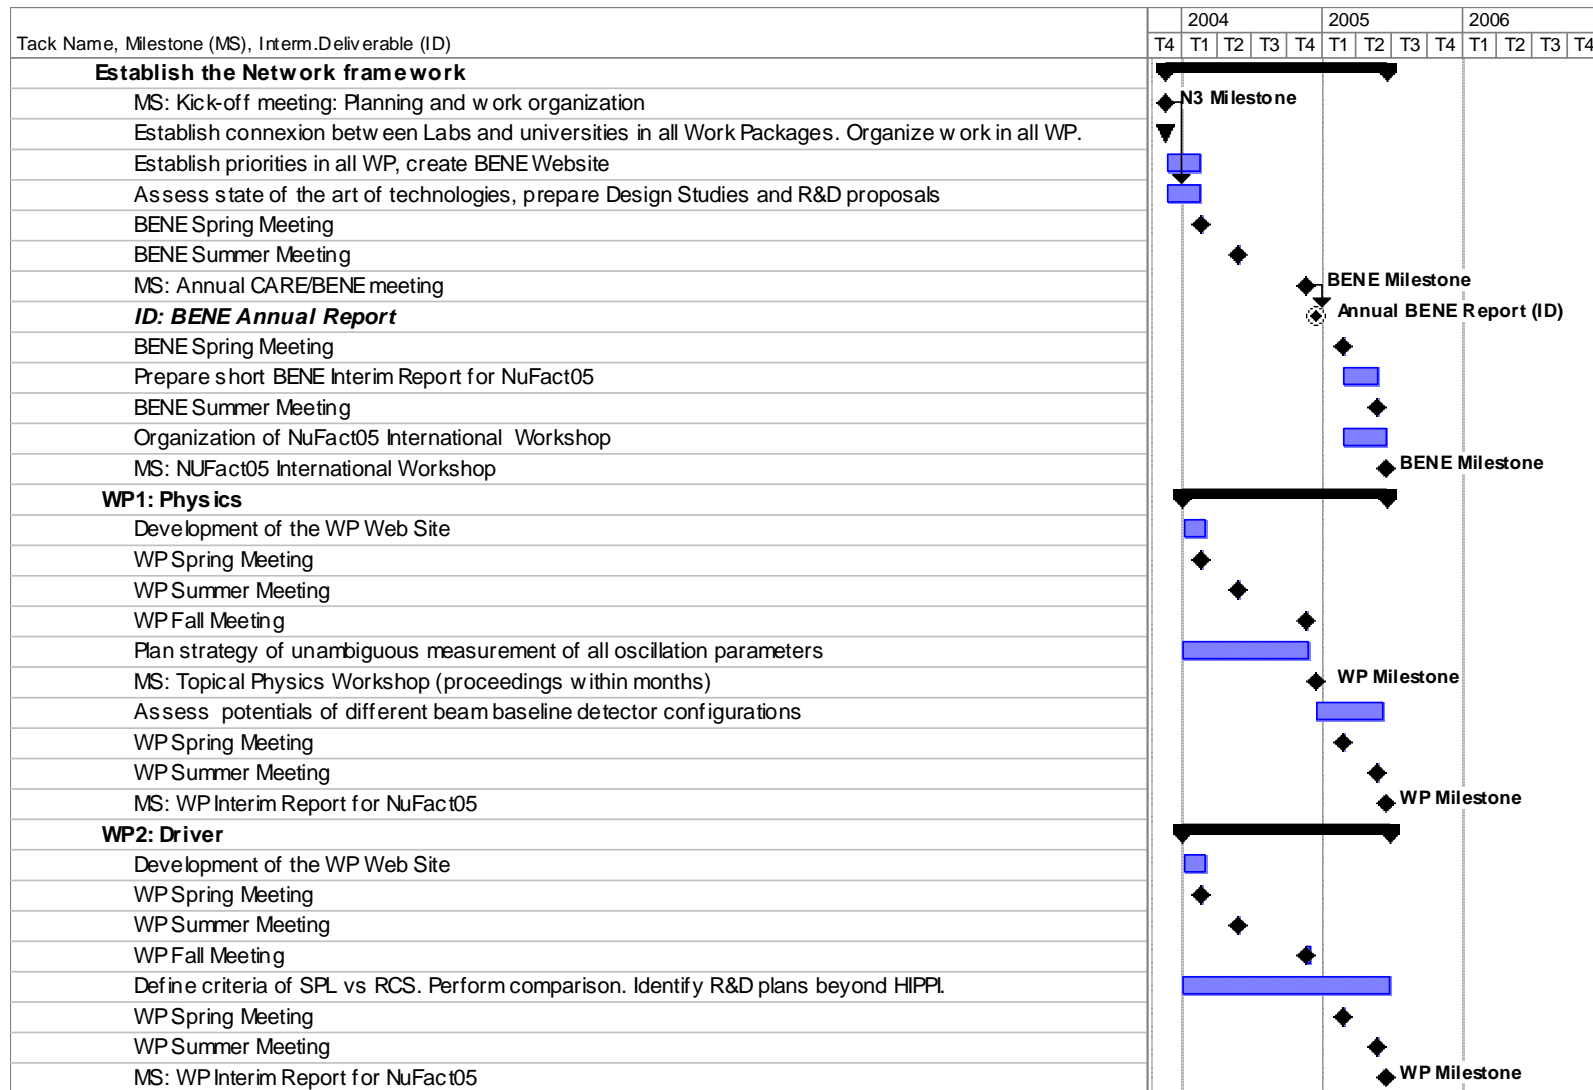 2004 2005 2006
Tack Name, Milestone (MS), Interm.Deliverable (ID) T4 T1 T2 T3 T4 T1 T2 T3 T4 T1 T2 T3 T4
Establish the Network framework
MS: Kick-off meeting: Planning and work organization N3 Milestone
Establish connexion between Labs and universities in all Work Packages. Organize work in all WP.
Establish priorities in all WP, create BENE Website
Assess state of the art of technologies, prepare Design Studies and R&D proposals
BENE Spring Meeting
BENE Summer Meeting
MS: Annual CARE/BENE meeting BENE Milestone
ID: BENE Annual Report Annual BENE Report (ID)
BENE Spring Meeting
Prepare short BENE Interim Report for NuFact05
BENE Summer Meeting
Organization of NuFact05 International Workshop
MS: NUFact05 International Workshop BENE Milestone
WP1: Physics
Development of the WP Web Site
WP Spring Meeting
WP Summer Meeting
WP Fall Meeting
Plan strategy of unambiguous measurement of all oscillation parameters
MS: Topical Physics Workshop (proceedings within months) WP Milestone
Assess potentials of different beam baseline detector configurations
WP Spring Meeting
WP Summer Meeting
MS: WP Interim Report for NuFact05 WP Milestone
WP2: Driver
Development of the WP Web Site
WP Spring Meeting
WP Summer Meeting
WP Fall Meeting
Define criteria of SPL vs RCS. Perform comparison. Identify R&D plans beyond HIPPI.
WP Spring Meeting
WP Summer Meeting
MS: WP Interim Report for NuFact05 WP Milestone